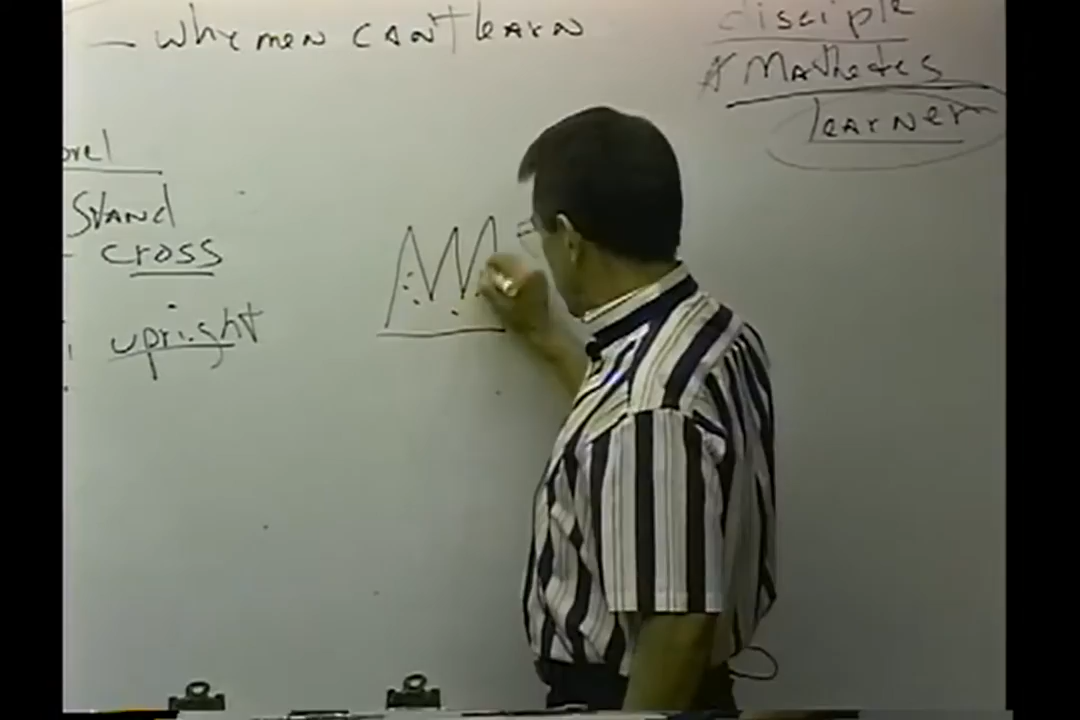 - why men can't learn
disciple
Mathetes
learner
Stand
- cross
upright